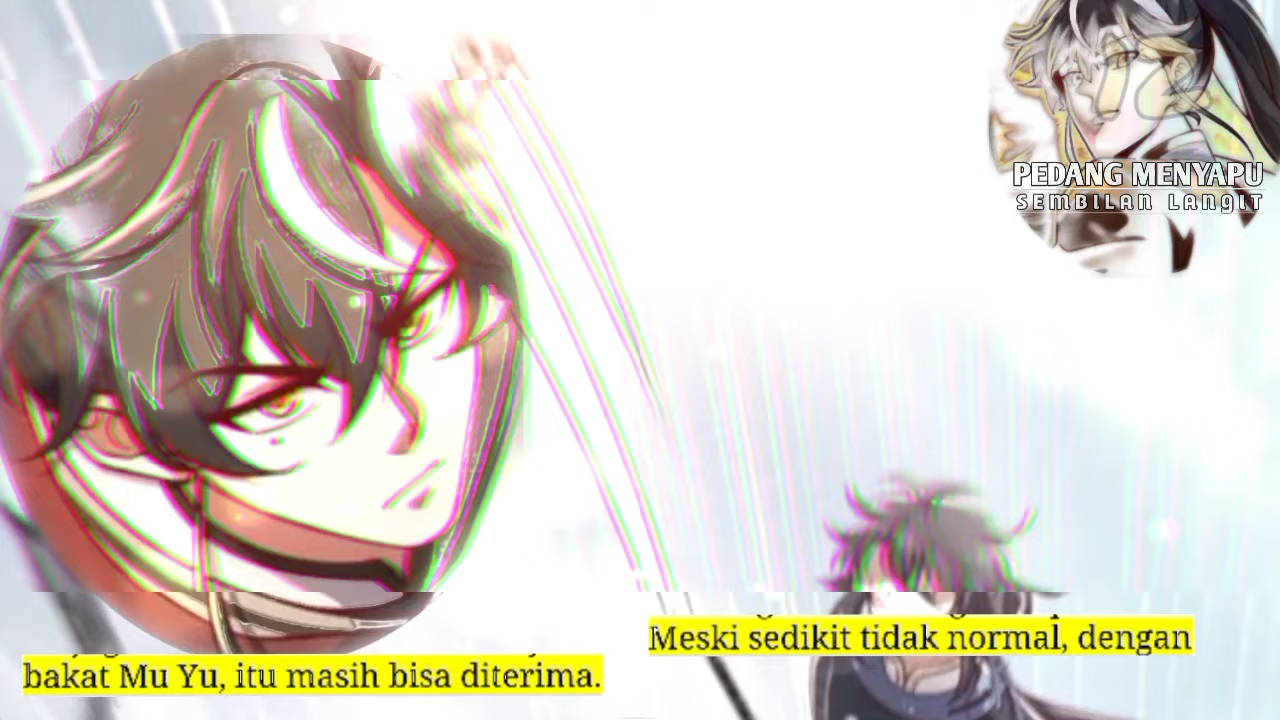 PEDANG MENYAPU
SEMBILAN LANGIT
Meski sedikit tidak normal, dengan
bakat Mu Yu, itu masih bisa diterima.